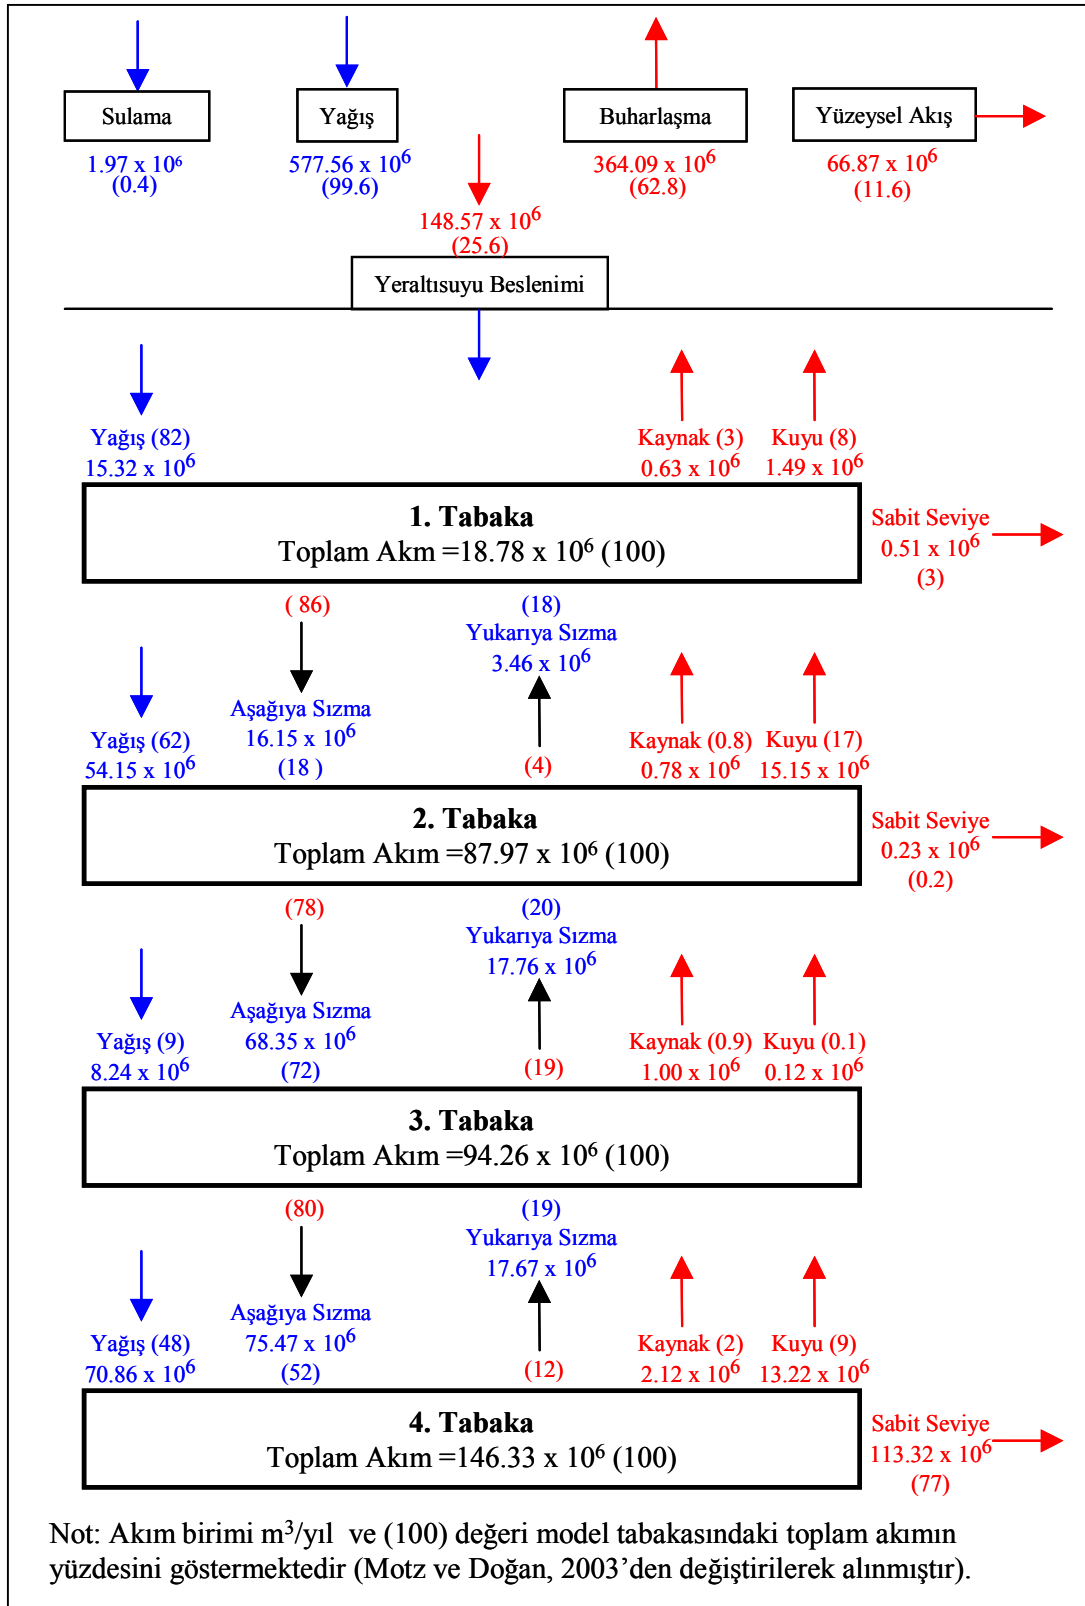 Sulama
Yağış
Buharlaşma
Yüzeysel Akış
1.97 x 10⁶
(0.4)
577.56 x 10⁶
(99.6)
364.09 x 10⁶
(62.8)
66.87 x 10⁶
(11.6)
148.57 x 10⁶
(25.6)
Yeraltısuyu Beslenimi
Yağış (82)
15.32 x 10⁶
Kaynak (3)
0.63 x 10⁶
Kuyu (8)
1.49 x 10⁶
1. Tabaka
Toplam Akm =18.78 x 10⁶ (100)
Sabit Seviye
0.51 x 10⁶
(3)
( 86)
(18)
Yukarıya Sızma
3.46 x 10⁶
Yağış (62)
54.15 x 10⁶
Aşağıya Sızma
16.15 x 10⁶
(18 )
(4)
Kaynak (0.8)
0.78 x 10⁶
Kuyu (17)
15.15 x 10⁶
2. Tabaka
Toplam Akım =87.97 x 10⁶ (100)
Sabit Seviye
0.23 x 10⁶
(0.2)
(78)
(20)
Yukarıya Sızma
17.76 x 10⁶
Yağış (9)
8.24 x 10⁶
Aşağıya Sızma
68.35 x 10⁶
(72)
(19)
Kaynak (0.9)
1.00 x 10⁶
Kuyu (0.1)
0.12 x 10⁶
3. Tabaka
Toplam Akım =94.26 x 10⁶ (100)
(80)
(19)
Yukarıya Sızma
17.67 x 10⁶
Yağış (48)
70.86 x 10⁶
Aşağıya Sızma
75.47 x 10⁶
(52)
(12)
Kaynak (2)
2.12 x 10⁶
Kuyu (9)
13.22 x 10⁶
4. Tabaka
Toplam Akım =146.33 x 10⁶ (100)
Sabit Seviye
113.32 x 10⁶
(77)
Not: Akım birimi m³/yıl ve (100) değeri model tabakasındaki toplam akımın
yüzdesini göstermektedir (Motz ve Doğan, 2003’den değiştirilerek alınmıştır).